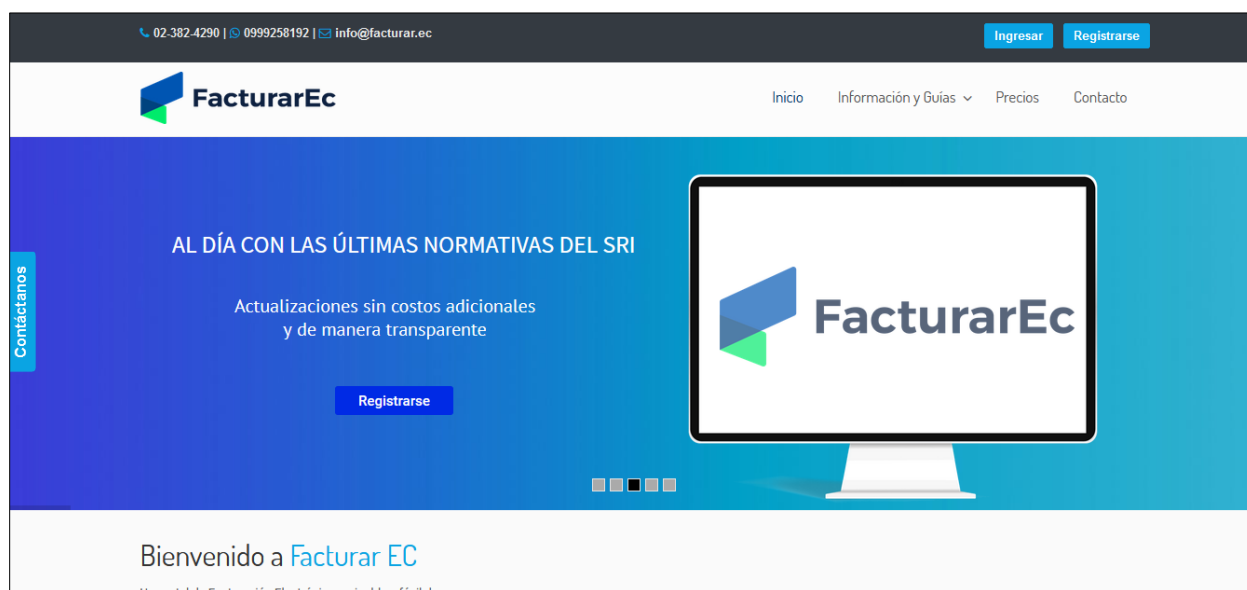 02-382-4290 | 0999258192 | info@facturar.ec
Ingresar Registrarse
FacturarEc
Inicio Información y Guías Precios Contacto
AL DÍA CON LAS ÚLTIMAS NORMATIVAS DEL SRI
Actualizaciones sin costos adicionales
y de manera transparente
Registrarse
FacturarEc
Contáctanos
Bienvenido a Facturar EC